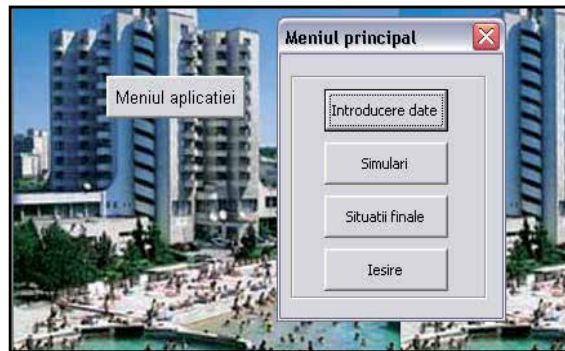 Meniul aplicatiei
Meniul principal
Introducere date
Simulari
Situatii finale
Iesire